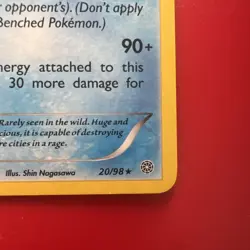 opponent's). (Don't apply
Benched Pokémon.)
90+
nergy attached to this
30 more damage for
Rarely seen in the wild. Huge and
cious, it is capable of destroying
re cities in a rage.
Illus. Shin Nagasawa
20/98★